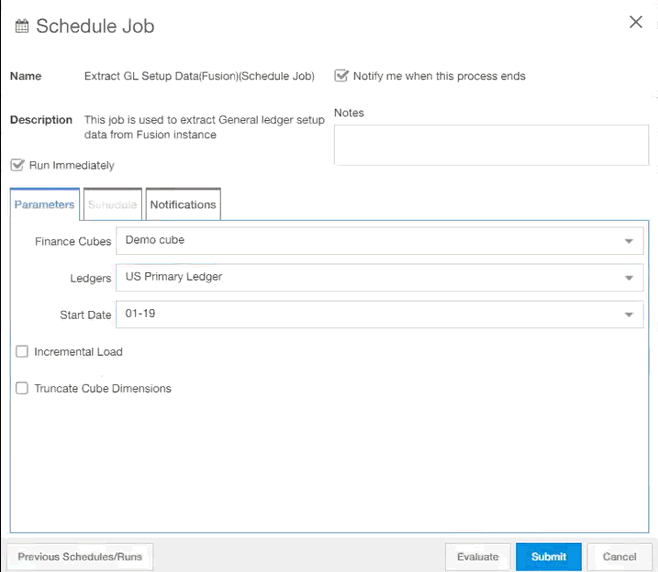 Schedule Job
Name Extract GL Setup Data(Fusion)(Schedule Job) Notify me when this process ends
Description This job is used to extract General ledger setup
data from Fusion instance
Notes
Run Immediately
Parameters Schedule Notifications
Finance Cubes Demo cube
Ledgers US Primary Ledger
Start Date 01-19
Incremental Load
Truncate Cube Dimensions
Previous Schedules/Runs Evaluate Submit Cancel